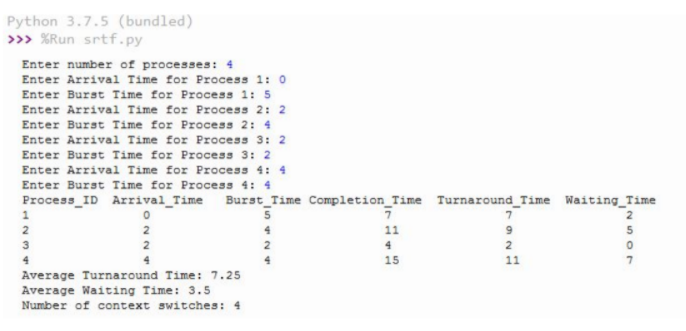 Python 3.7.5 (bundled)
>>> %Run srtf.py
Enter number of processes: 4
Enter Arrival Time for Process 1: 0
Enter Burst Time for Process 1: 5
Enter Arrival Time for Process 2: 2
Enter Burst Time for Process 2: 4
Enter Arrival Time for Process 3: 2
Enter Burst Time for Process 3: 2
Enter Arrival Time for Process 4: 4
Enter Burst Time for Process 4: 4
Process_ID Arrival_Time Burst_Time Completion_Time Turnaround_Time Waiting_Time
1 0 5 7 7 2
2 2 4 11 9 5
3 2 2 4 2 0
4 4 4 15 11 7
Average Turnaround Time: 7.25
Average Waiting Time: 3.5
Number of context switches: 4